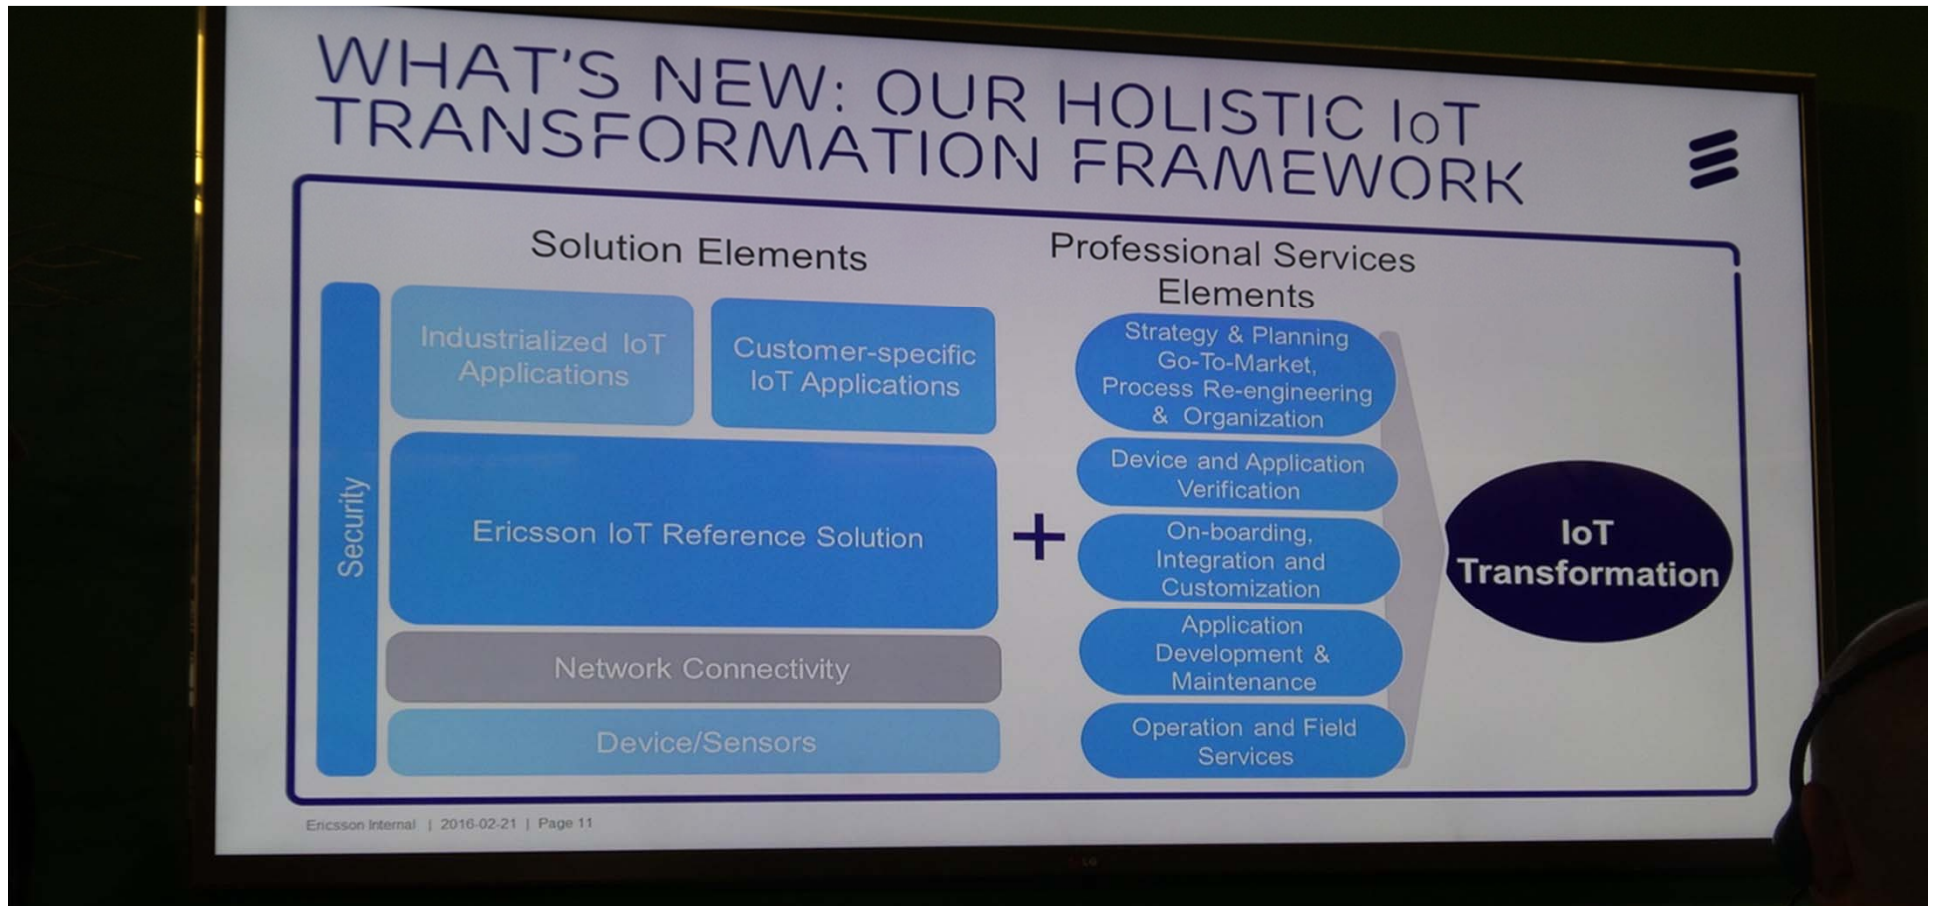 WHAT'S NEW: OUR HOLISTIC IoT
TRANSFORMATION FRAMEWORK
Solution Elements
Professional Services
Elements
Security
Industrialized IoT
Applications
Customer-specific
IoT Applications
Ericsson IoT Reference Solution
Network Connectivity
Device/Sensors
+
Strategy & Planning
Go-To-Market,
Process Re-engineering
& Organization
Device and Application
Verification
On-boarding,
Integration and
Customization
Application
Development &
Maintenance
Operation and Field
Services
IoT
Transformation
Ericsson Internal | 2016-02-21 | Page 11
LG